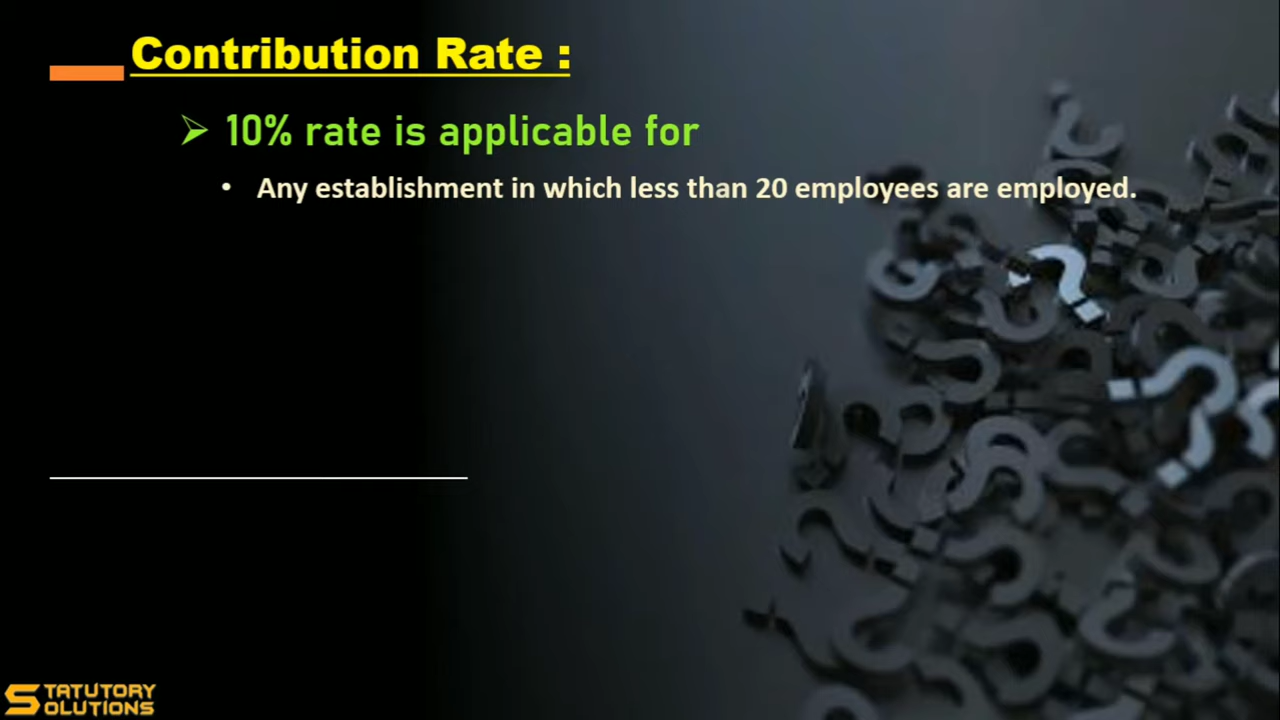 Contribution Rate :
➢ 10% rate is applicable for
• Any establishment in which less than 20 employees are employed.
STATUTORY
SOLUTIONS